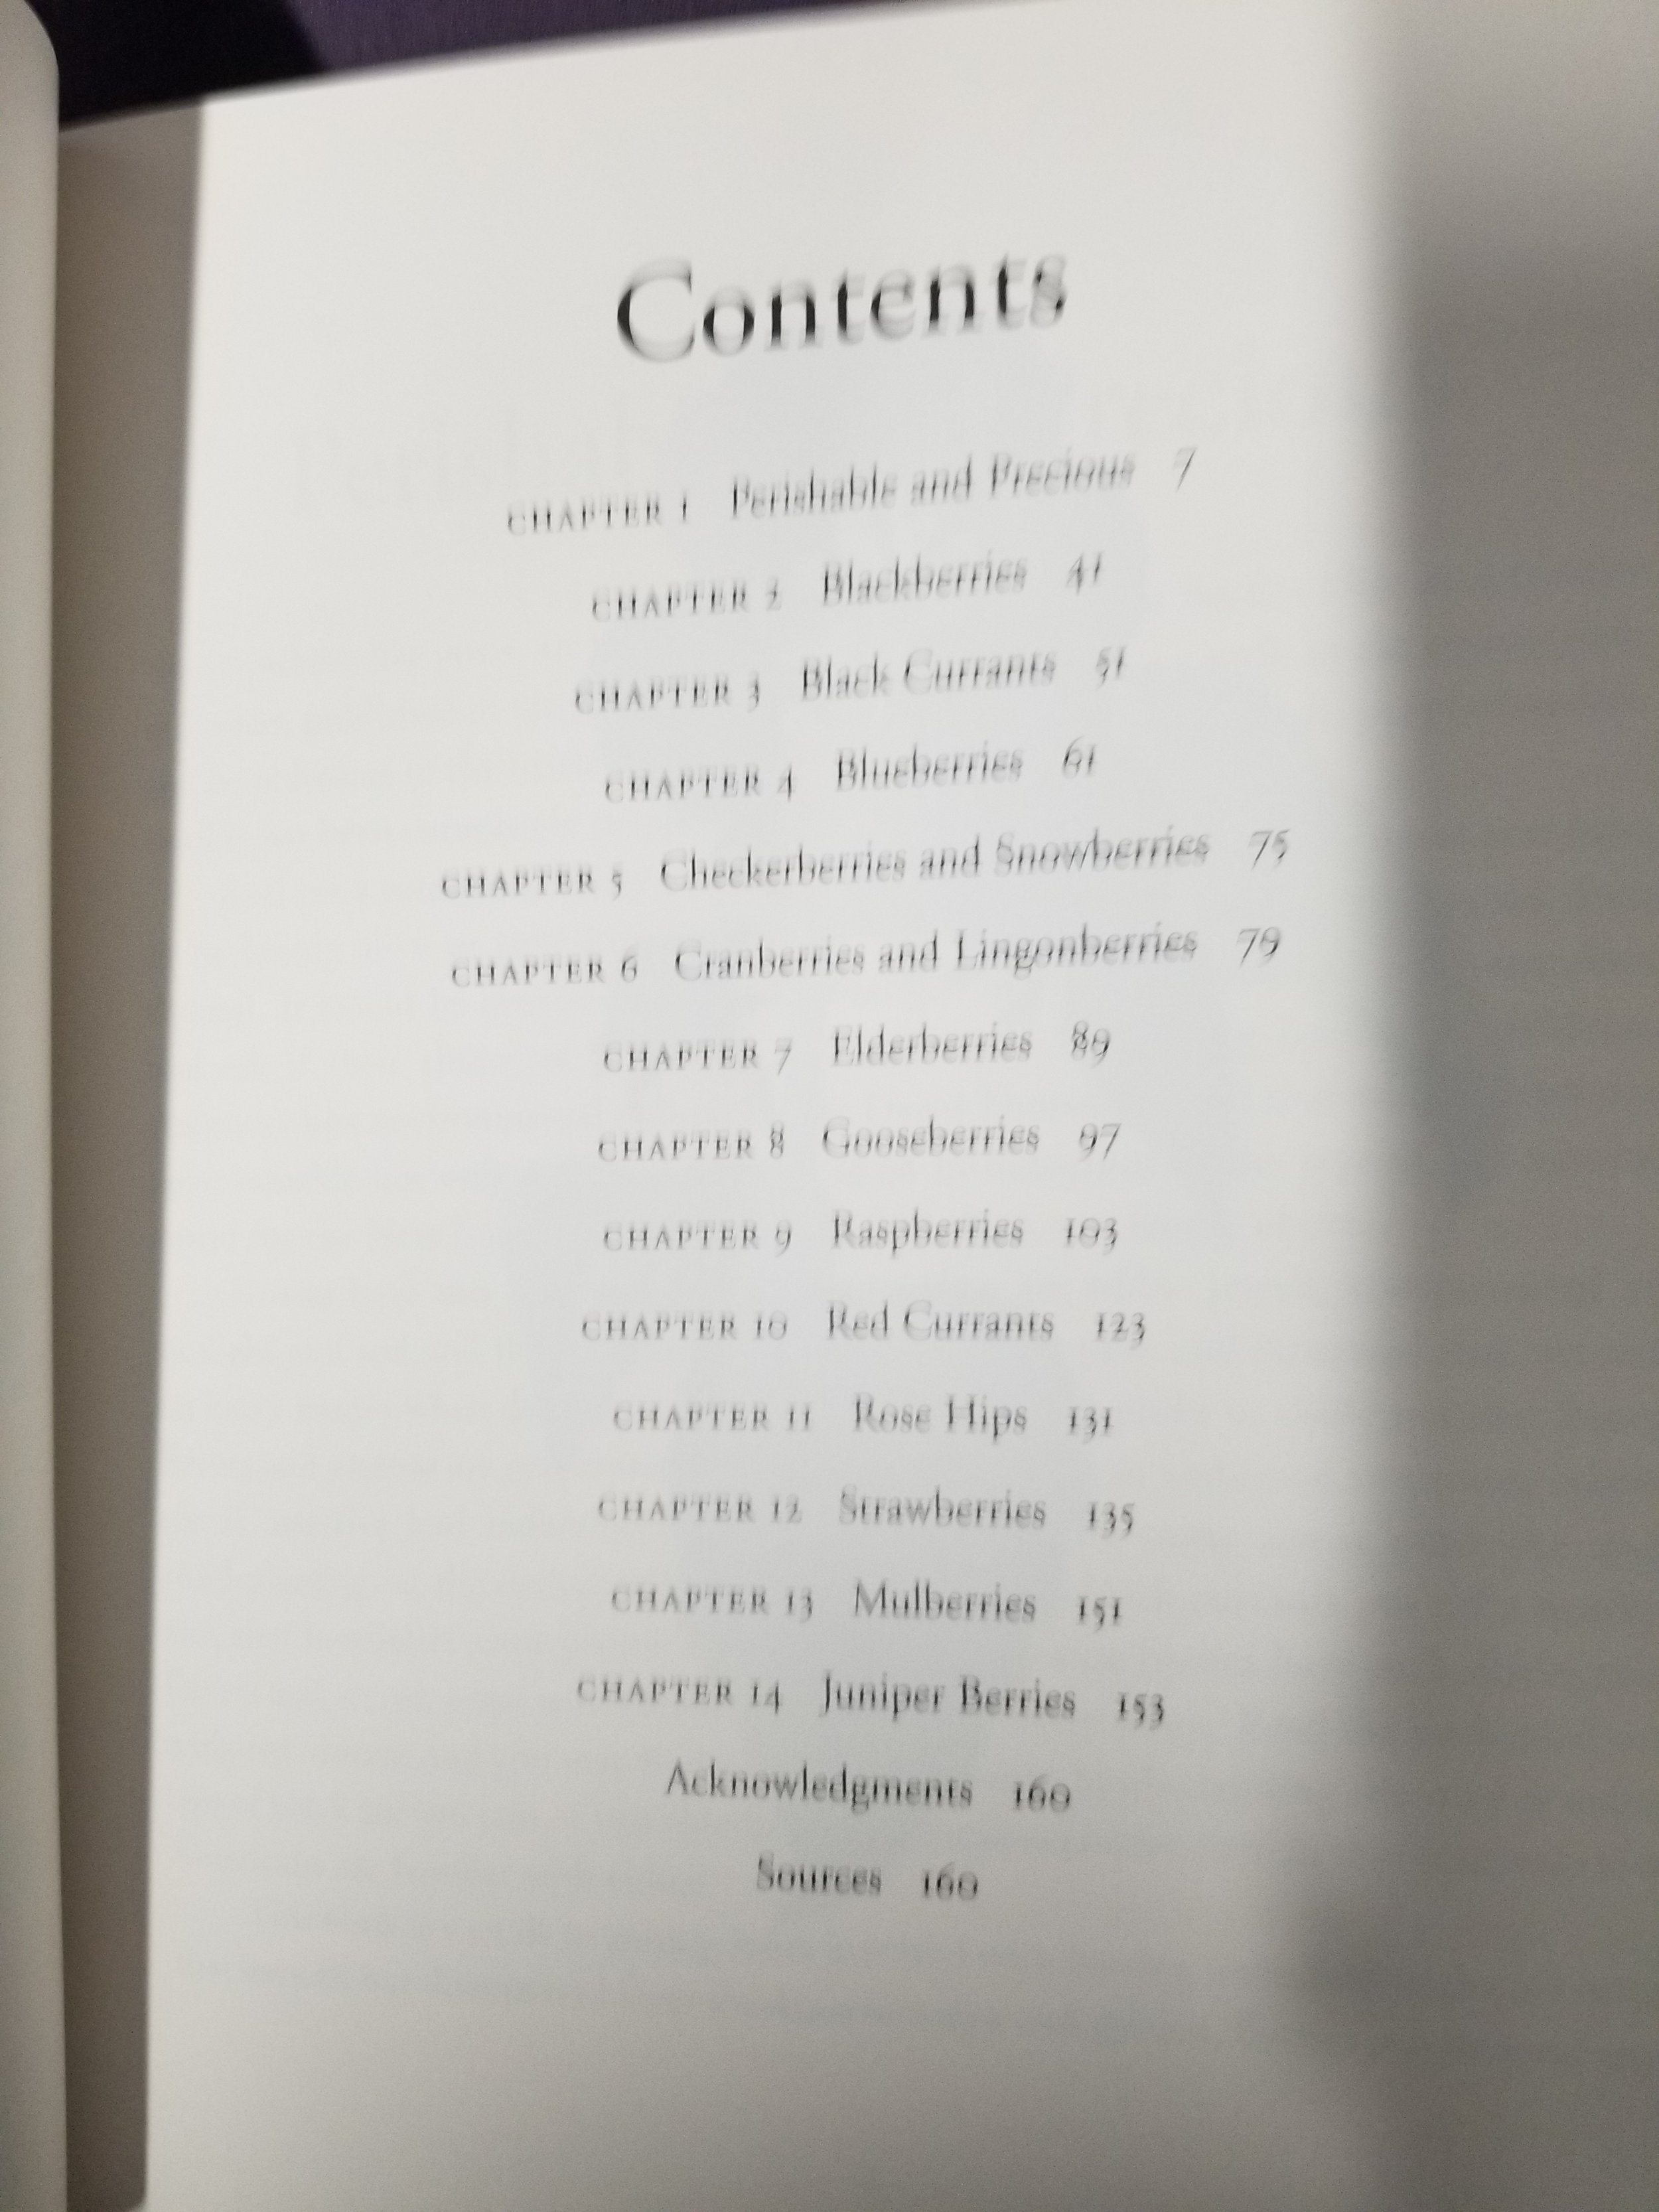 Contents
CHAPTER 1 Perishable and Precious 7
CHAPTER 2 Blackberries 41
CHAPTER 3 Black Currants 51
CHAPTER 4 Blueberries 61
CHAPTER 5 Checkerberries and Snowberries 75
CHAPTER 6 Cranberries and Lingonberries 79
CHAPTER 7 Elderberries 89
CHAPTER 8 Gooseberries 97
CHAPTER 9 Raspberries 103
CHAPTER 10 Red Currants 123
CHAPTER 11 Rose Hips 131
CHAPTER 12 Strawberries 135
CHAPTER 13 Mulberries 151
CHAPTER 14 Juniper Berries 153
Acknowledgments 160
Sources 160